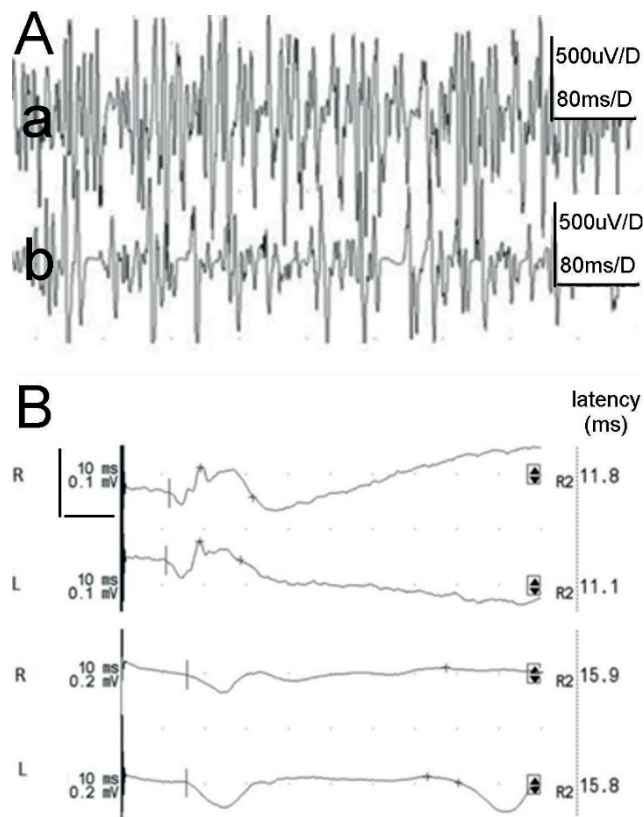 A
a
500uV/D
80ms/D
b
500uV/D
80ms/D
B
latency
(ms)
R
10 ms
0.1 mV
R2
11.8
L
10 ms
0.1 mV
R2
11.1
R
10 ms
0.2 mV
R2
15.9
L
10 ms
0.2 mV
R2
15.8